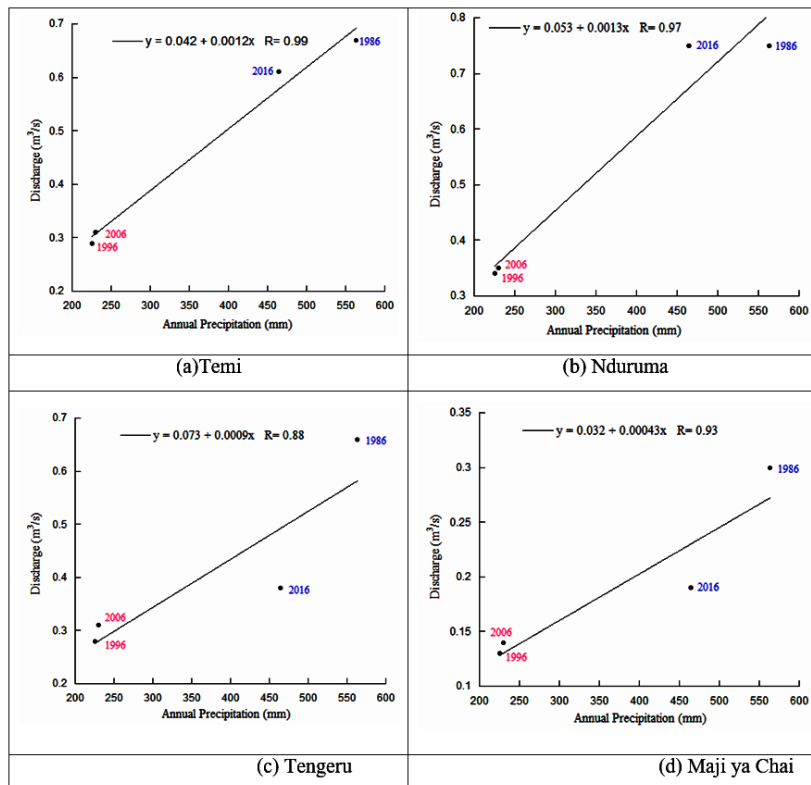 0.7
y = 0.042 + 0.0012x R= 0.99
1986
2016
0.6
Discharge (m³/s)
0.5
0.4
2006
0.3
1996
0.2
200 250 300 350 400 450 500 550 600
Annual Precipitation (mm)
(a)Temi
0.8
y = 0.053 + 0.0013x R= 0.97
2016
1986
0.7
Discharge (m³/s)
0.6
0.5
0.4
2006
1996
0.3
200 250 300 350 400 450 500 550 600
Annual Precipitation (mm)
(b) Nduruma
0.7
y = 0.073 + 0.0009x R= 0.88
1986
0.6
Discharge (m³/s)
0.5
0.4
2016
2006
0.3
1996
0.2
200 250 300 350 400 450 500 550 600
Annual Precipitation (mm)
(c) Tengeru
0.35
y = 0.032 + 0.00043x R= 0.93
1986
0.3
Discharge (m³/s)
0.25
0.2
2016
2006
0.15
1996
0.1
200 250 300 350 400 450 500 550 600
Annual Precipitation (mm)
(d) Maji ya Chai